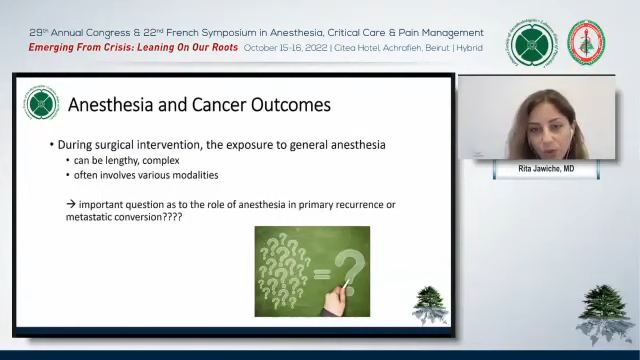 29th Annual Congress & 22nd French Symposium in Anesthesia, Critical Care & Pain Management
Emerging From Crisis: Leaning On Our Roots October 15-16, 2022 | Citea Hotel, Achrafieh, Beirut | Hybrid
Anesthesia and Cancer Outcomes
• During surgical intervention, the exposure to general anesthesia
• can be lengthy, complex
• often involves various modalities
→ important question as to the role of anesthesia in primary recurrence or
metastatic conversion????
Rita Jawiche, MD